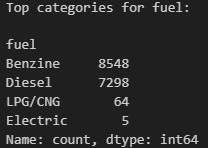 Top categories for fuel:
fuel
Benzine 8548
Diesel 7298
LPG/CNG 64
Electric 5
Name: count, dtype: int64